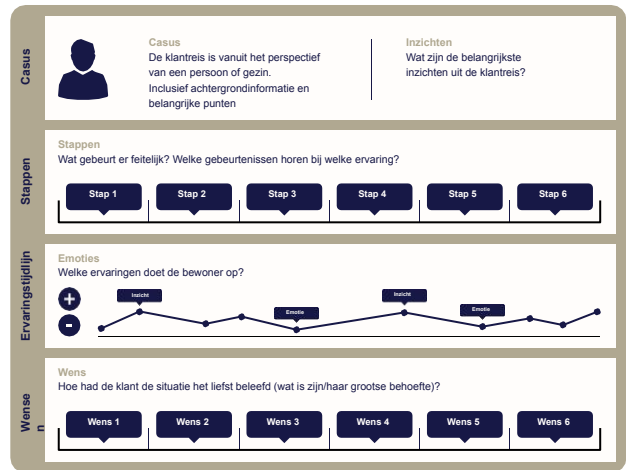 Casus
Casus
De klantreis is vanuit het perspectief
van een persoon of gezin.
Inclusief achtergrondinformatie en
belangrijke punten
Inzichten
Wat zijn de belangrijkste
inzichten uit de klantreis?
Stappen
Stappen
Wat gebeurt er feitelijk? Welke gebeurtenissen horen bij welke ervaring?
Stap 1
Stap 2
Stap 3
Stap 4
Stap 5
Stap 6
Ervaringstijdlijn
Emoties
Welke ervaringen doet de bewoner op?
+
-
Inzicht
Emotie
Inzicht
Emotie
Wense
n
Wens
Hoe had de klant de situatie het liefst beleefd (wat is zijn/haar grootse behoefte)?
Wens 1
Wens 2
Wens 3
Wens 4
Wens 5
Wens 6